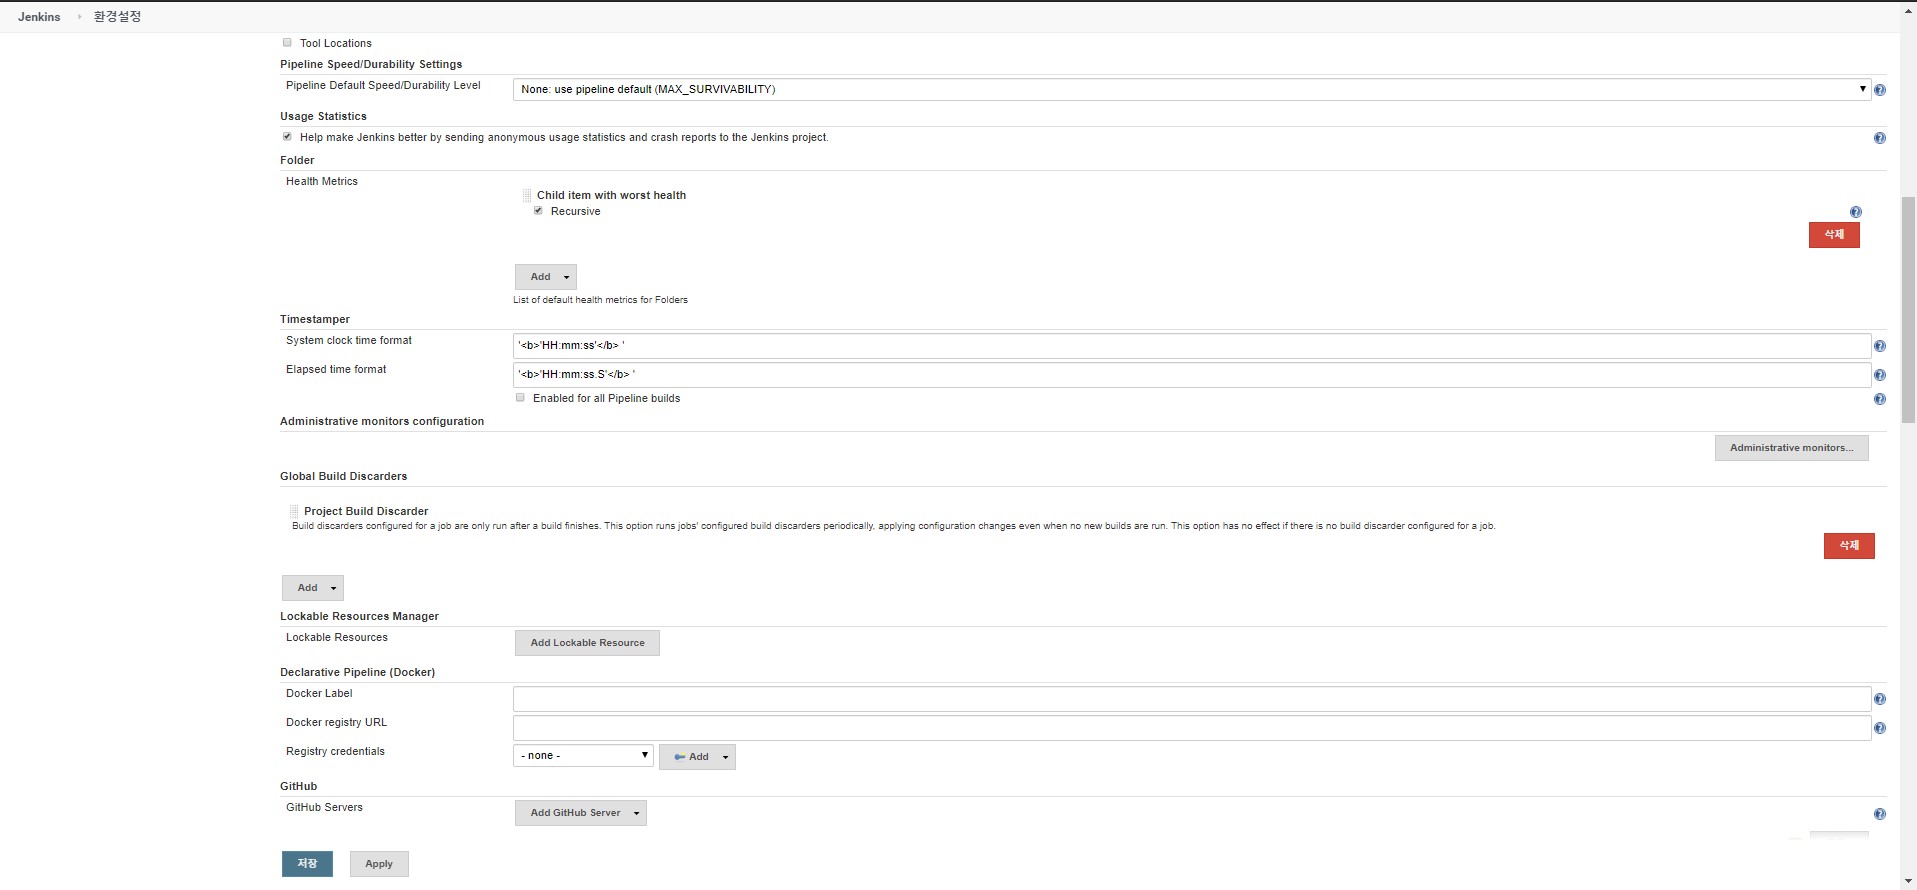 Jenkins 환경설정
Tool Locations
Pipeline Speed/Durability Settings
Pipeline Default Speed/Durability Level
None: use pipeline default (MAX_SURVIVABILITY)
Usage Statistics
Help make Jenkins better by sending anonymous usage statistics and crash reports to the Jenkins project.
Folder
Health Metrics
Child item with worst health
Recursive
삭제
Add
List of default health metrics for Folders
Timestamper
System clock time format
'<b>'HH:mm:ss'</b> '
Elapsed time format
'<b>'HH:mm:ss.S'</b> '
Enabled for all Pipeline builds
Administrative monitors configuration
Administrative monitors...
Global Build Discarders
Project Build Discarder
Build discarders configured for a job are only run after a build finishes. This option runs jobs' configured build discarders periodically, applying configuration changes even when no new builds are run. This option has no effect if there is no build discarder configured for a job.
삭제
Add
Lockable Resources Manager
Lockable Resources
Add Lockable Resource
Declarative Pipeline (Docker)
Docker Label
Docker registry URL
Registry credentials
- none -
Add
GitHub
GitHub Servers
Add GitHub Server
저장
Apply